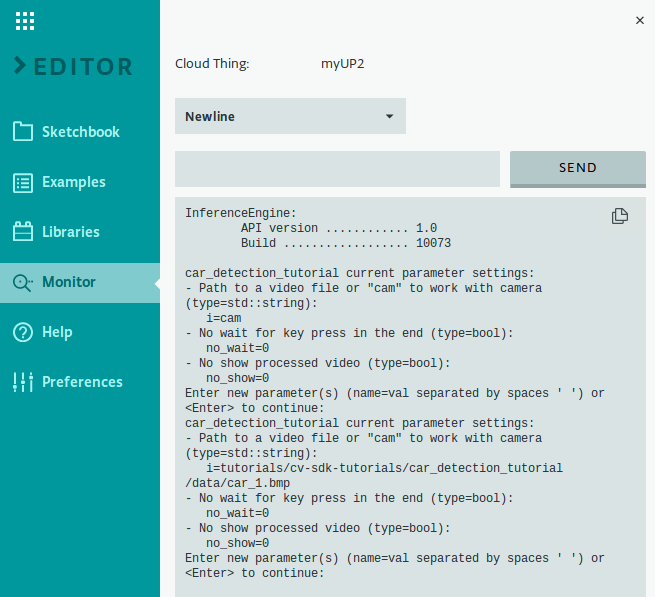 EDITOR
Sketchbook
Examples
Libraries
Monitor
Help
Preferences
Cloud Thing: myUP2
Newline
SEND
InferenceEngine:
API version ............ 1.0
Build .................. 10073
car_detection_tutorial current parameter settings:
- Path to a video file or "cam" to work with camera
(type=std::string):
i=cam
- No wait for key press in the end (type=bool):
no_wait=0
- No show processed video (type=bool):
no_show=0
Enter new parameter(s) (name=val separated by spaces ' ') or
<Enter> to continue:
car_detection_tutorial current parameter settings:
- Path to a video file or "cam" to work with camera
(type=std::string):
i=tutorials/cv-sdk-tutorials/car_detection_tutorial
/data/car_1.bmp
- No wait for key press in the end (type=bool):
no_wait=0
- No show processed video (type=bool):
no_show=0
Enter new parameter(s) (name=val separated by spaces ' ') or
<Enter> to continue: